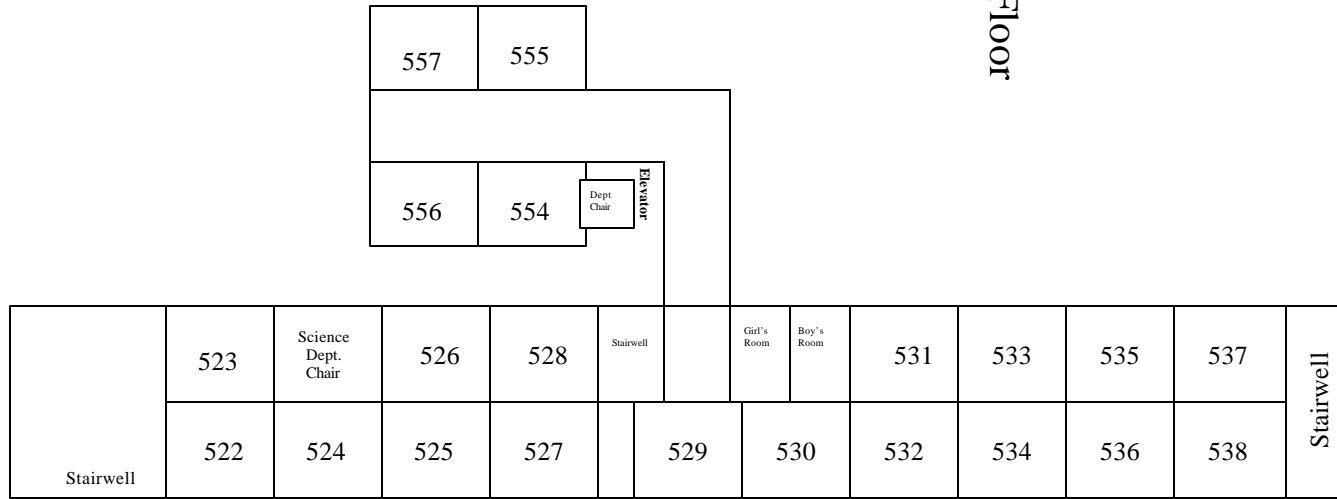 Floor
557
555
556
554
Dept
Chair
Elevator
523
Science
Dept.
Chair
526
528
Stairwell
Girl's
Room
Boy's
Room
531
533
535
537
Stairwell
Stairwell
522
524
525
527
529
530
532
534
536
538